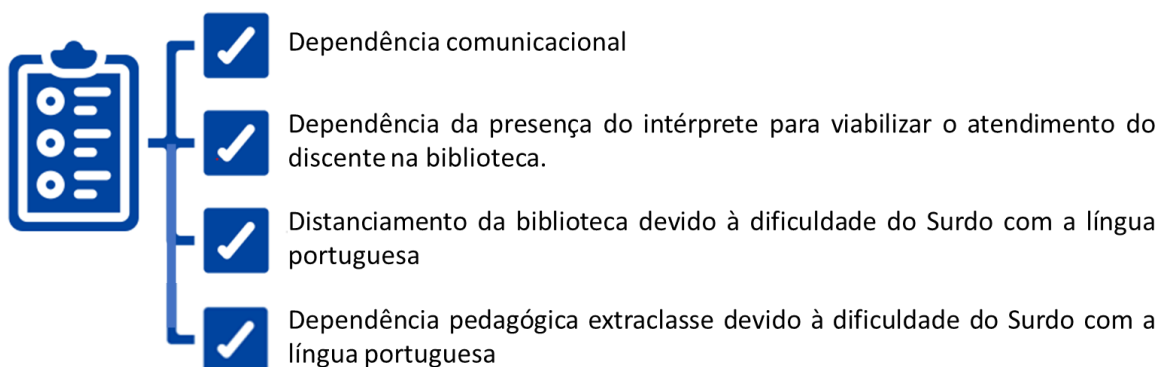 Dependência comunicacional
Dependência da presença do intérprete para viabilizar o atendimento do
discente na biblioteca.
Distanciamento da biblioteca devido à dificuldade do Surdo com a língua
portuguesa
Dependência pedagógica extraclasse devido à dificuldade do Surdo com a
língua portuguesa